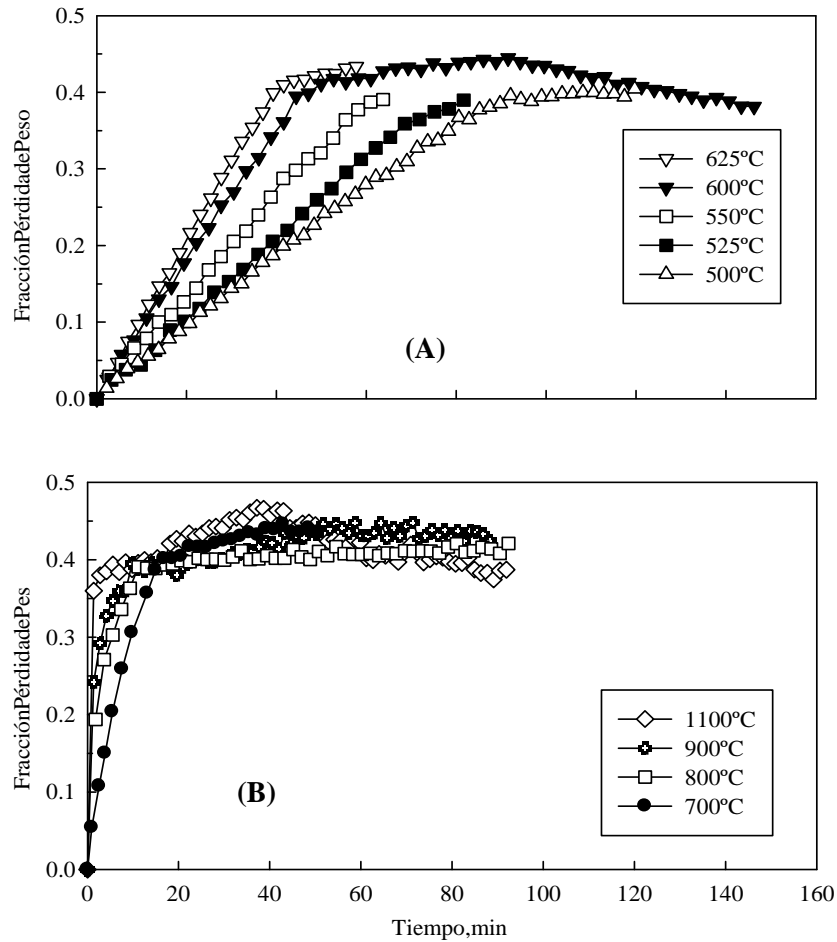 0.5
0.4
0.3
0.2
0.1
0.0
FracciónPérdidadePeso
625ºC
600ºC
550ºC
525ºC
500ºC
(A)
0.5
0.4
0.3
0.2
0.1
0.0
FracciónPérdidadePes
1100ºC
900ºC
800ºC
700ºC
(B)
0 20 40 60 80 100 120 140 160
Tiempo,min